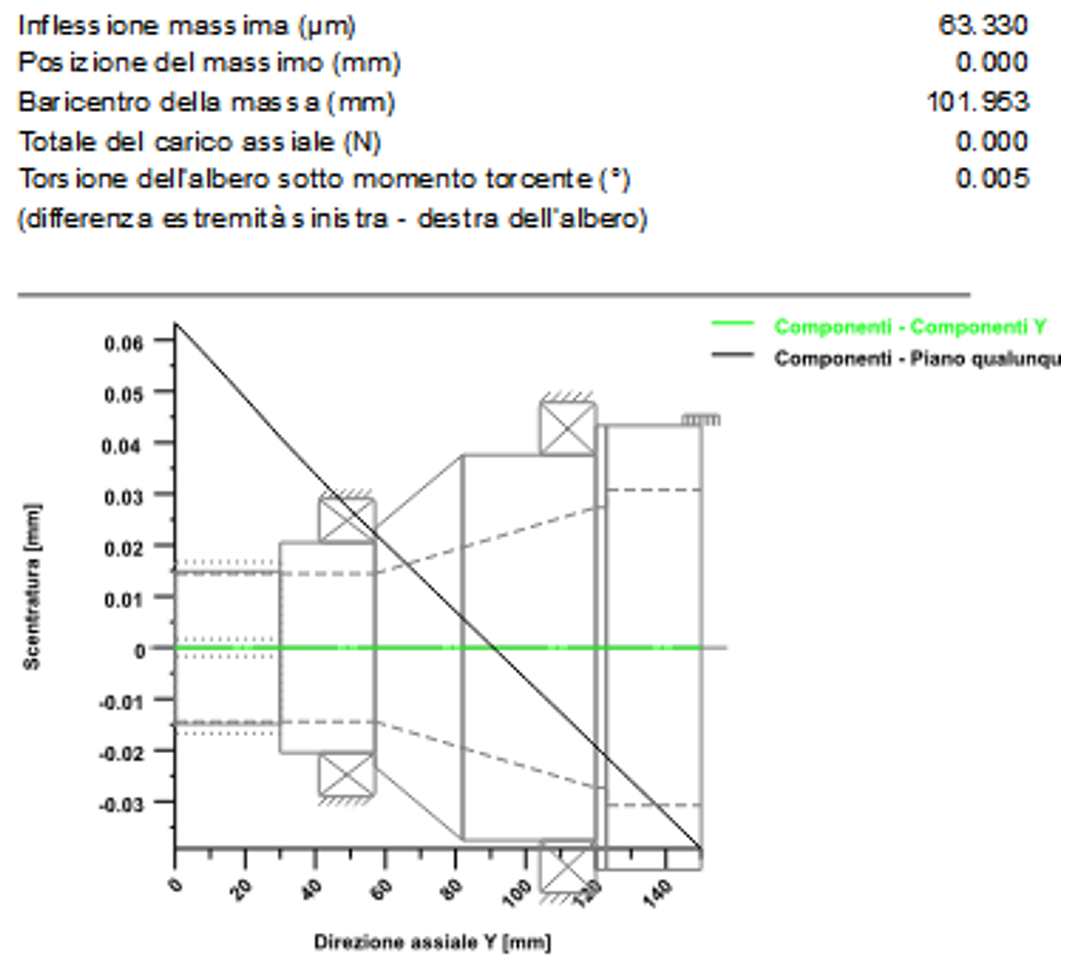 Inflessione massima (µm) 63.330
Posizione del massimo (mm) 0.000
Baricentro della massa (mm) 101.953
Totale del carico assiale (N) 0.000
Torsione dell'albero sotto momento torcente (°) 0.005
(differenza estremità sinistra - destra dell'albero)
Componenti - Componenti Y
Componenti - Piano qualunqu
0.06
0.05
0.04
0.03
0.02
0.01
0
-0.01
-0.02
-0.03
Scentratura [mm]
0 20 40 60 80 100 120 140
Direzione assiale Y [mm]